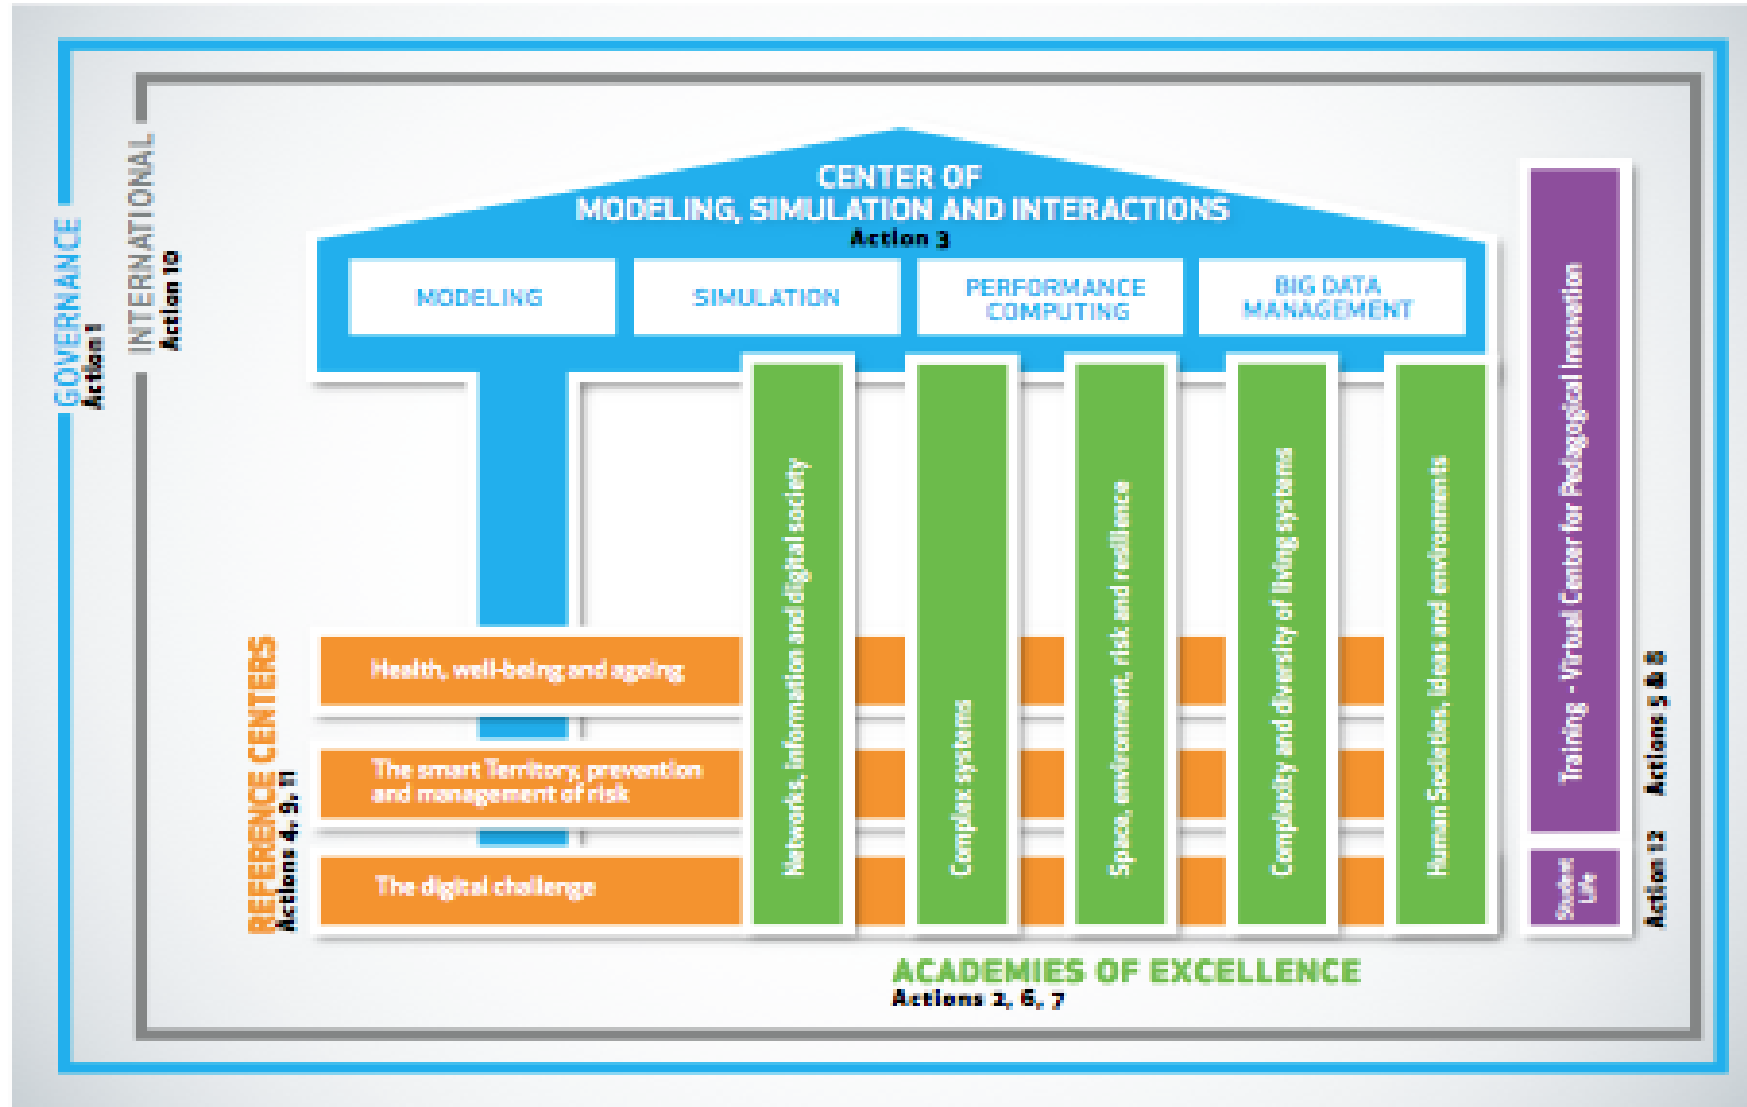 GOVERNANCE
Action 1
INTERNATIONAL
Action 10
CENTER OF
MODELING, SIMULATION AND INTERACTIONS
Action 3
MODELING
SIMULATION
PERFORMANCE
COMPUTING
BIG DATA
MANAGEMENT
REFERENCE CENTERS
Actions 4, 9, 11
Health, well-being and ageing
The smart Territory, prevention
and management of risk
The digital challenge
Networks, information and digital society
Complex systems
Space, environment, risk and resilience
Complexity and diversity of living systems
Human Societies, ideas and environments
ACADEMIES OF EXCELLENCE
Actions 2, 6, 7
Training - Virtual Center for Pedagogical Innovation
Actions 5 & 8
Student
Life
Action 12